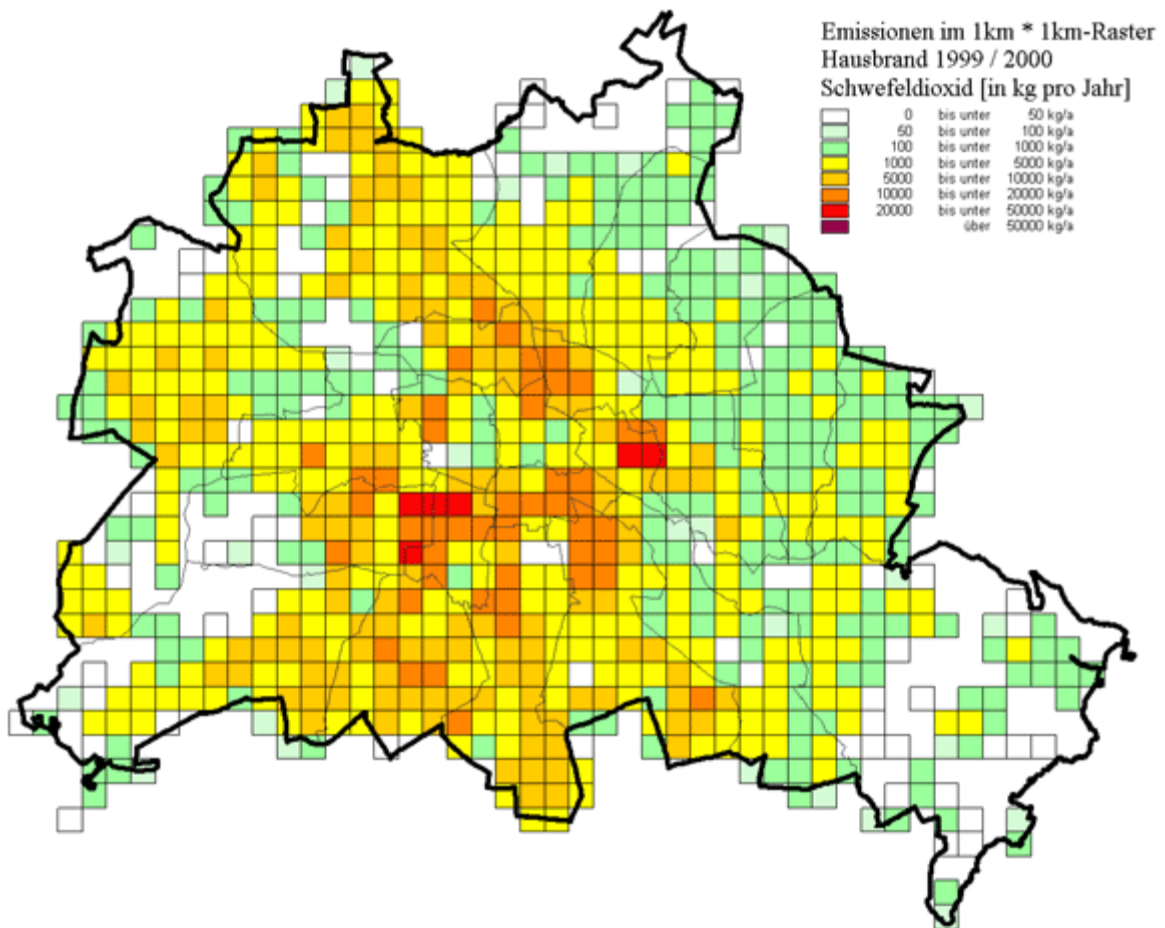 Emissionen im 1km * 1km-Raster
Hausbrand 1999 / 2000
Schwefeldioxid [in kg pro Jahr]
0 bis unter 50 kg/a
50 bis unter 100 kg/a
100 bis unter 1000 kg/a
1000 bis unter 5000 kg/a
5000 bis unter 10000 kg/a
10000 bis unter 20000 kg/a
20000 bis unter 50000 kg/a
über 50000 kg/a